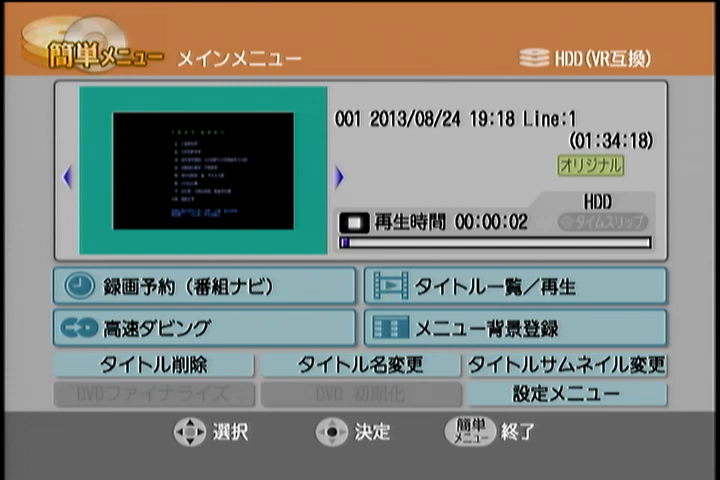 簡単メニュー メインメニュー HDD(VR互換)
001 2013/08/24 19:18 Line:1
(01:34:18)
オリジナル
HDD
再生時間 00:00:02 タイムスリップ
録画予約(番組ナビ) タイトル一覧/再生
高速ダビング メニュー背景登録
タイトル削除 タイトル名変更 タイトルサムネイル変更
DVDファイナライズ DVD 初期化 設定メニュー
選択 決定 簡単メニュー 終了